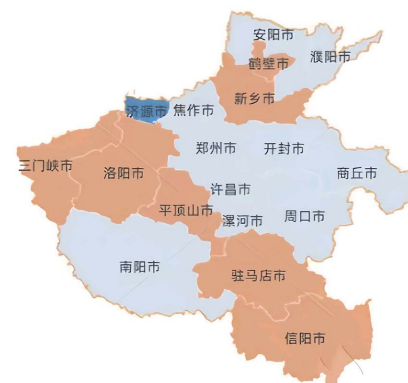 安阳市
鹤壁市
濮阳市
新乡市
济源市
焦作市
郑州市
开封市
三门峡市
洛阳市
商丘市
许昌市
平顶山市
漯河市
周口市
南阳市
驻马店市
信阳市